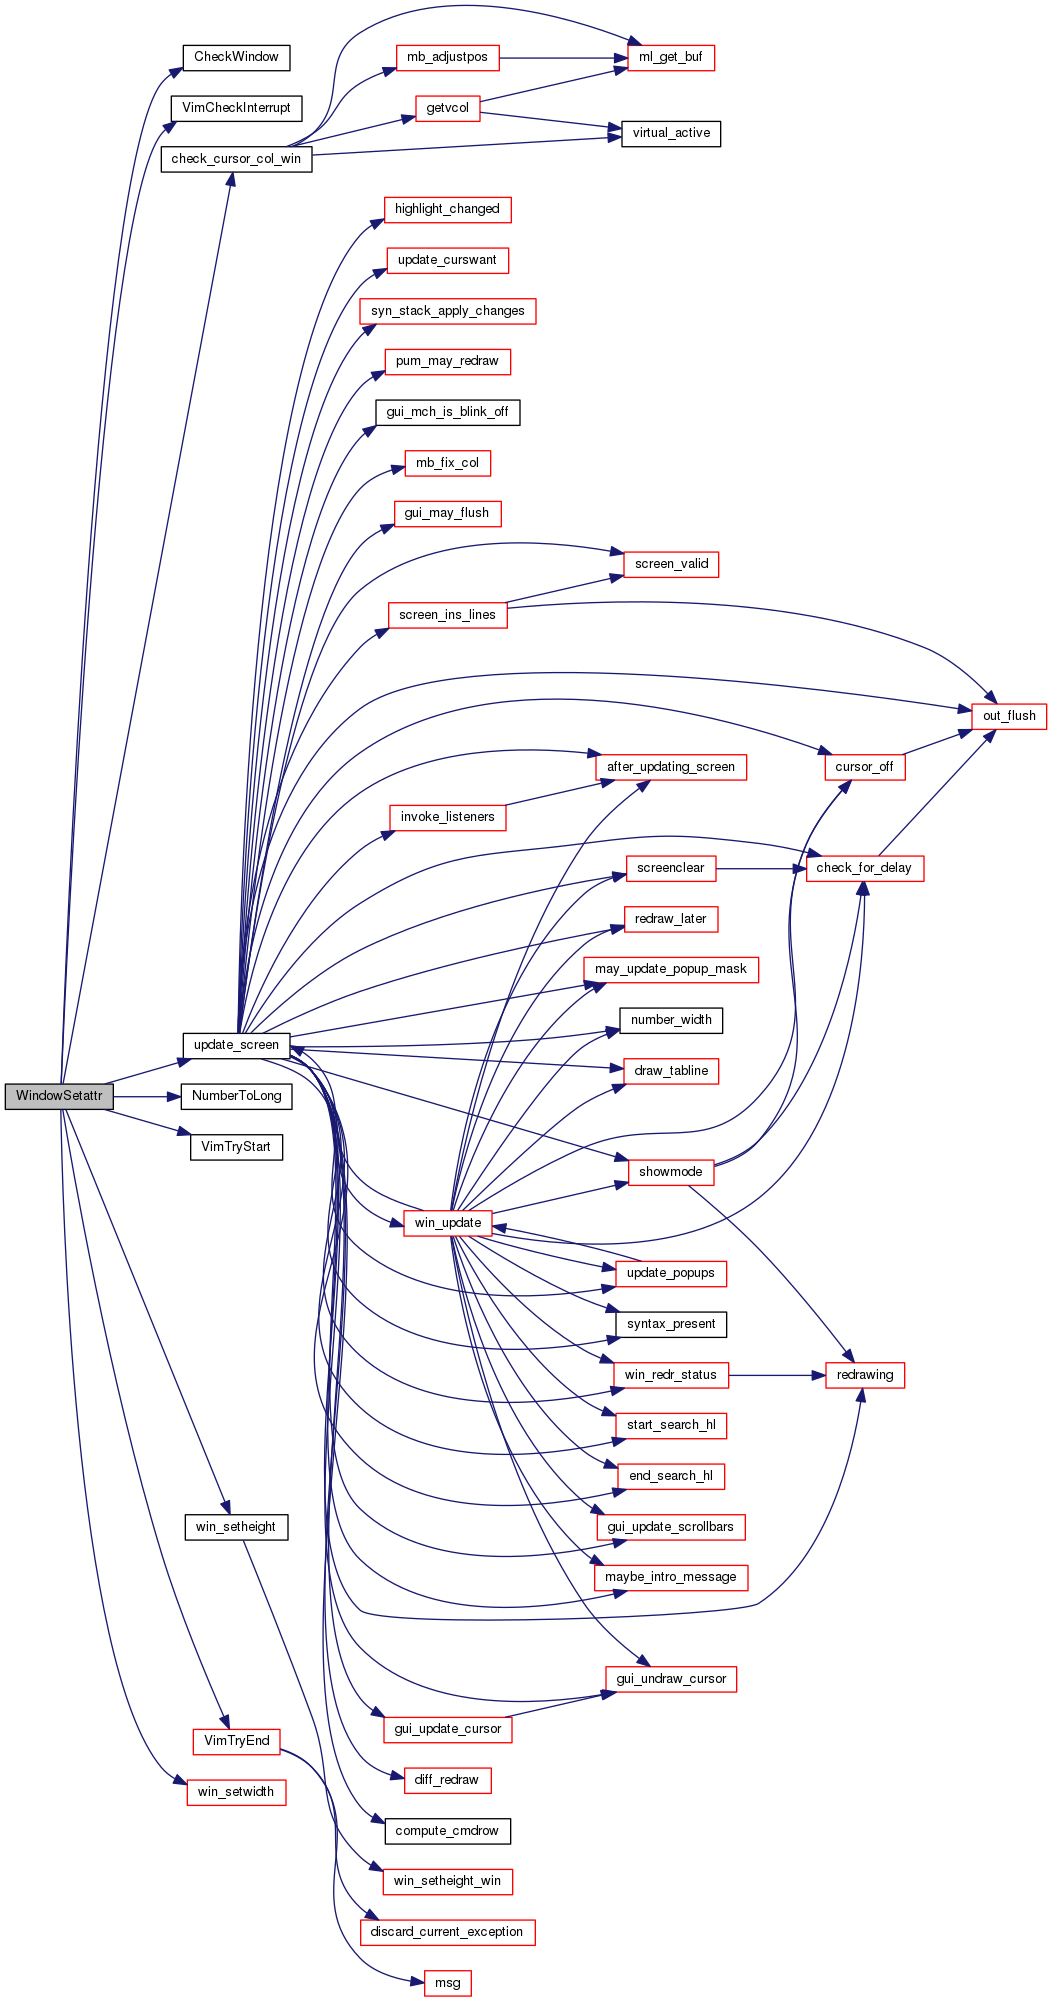 CheckWindow
mb_adjustpos
ml_get_buf
VimCheckInterrupt
getvcol
virtual_active
check_cursor_col_win
highlight_changed
update_curswant
syn_stack_apply_changes
pum_may_redraw
gui_mch_is_blink_off
mb_fix_col
gui_may_flush
screen_valid
screen_ins_lines
out_flush
after_updating_screen
cursor_off
invoke_listeners
screenclear
check_for_delay
redraw_later
may_update_popup_mask
number_width
update_screen
draw_tabline
WindowSetattr
NumberToLong
VimTryStart
showmode
win_update
update_popups
syntax_present
win_redr_status
redrawing
start_search_hl
end_search_hl
win_setheight
gui_update_scrollbars
maybe_intro_message
gui_undraw_cursor
gui_update_cursor
VimTryEnd
diff_redraw
win_setwidth
compute_cmdrow
win_setheight_win
discard_current_exception
msg